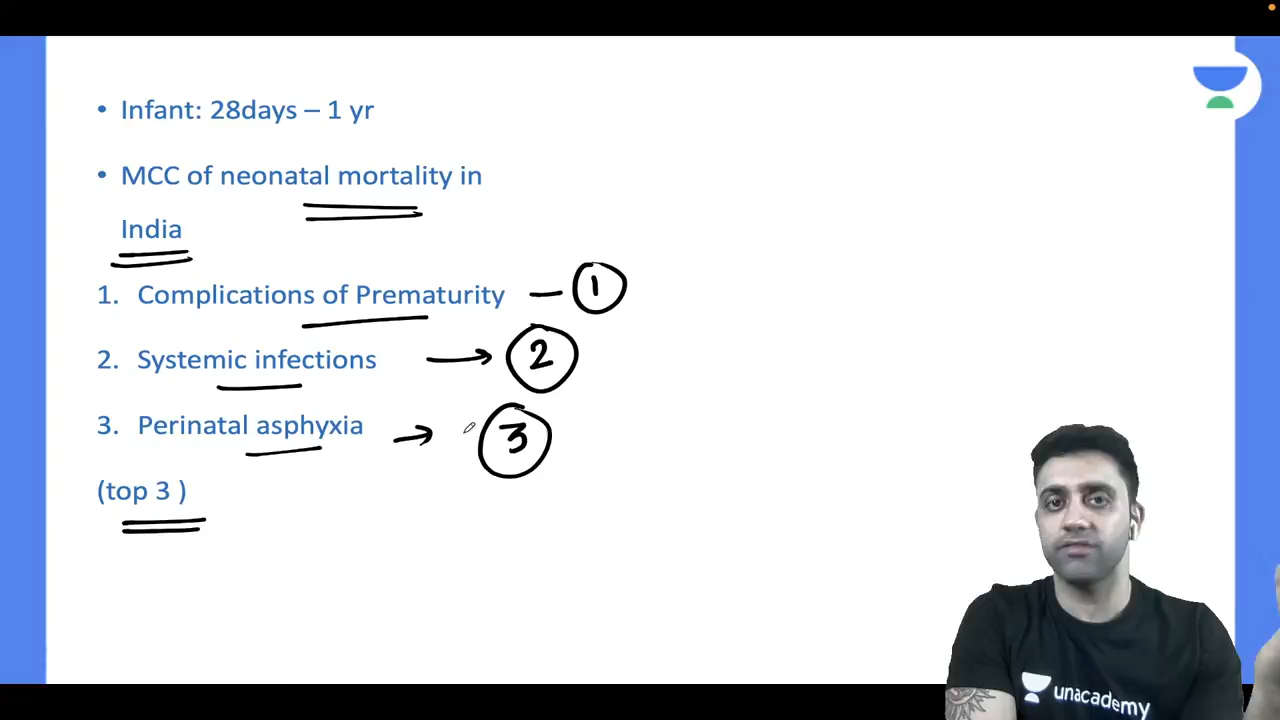 • Infant: 28days – 1 yr
• MCC of neonatal mortality in
India
1. Complications of Prematurity – 1
2. Systemic infections → 2
3. Perinatal asphyxia → 3
(top 3 )
unacademy